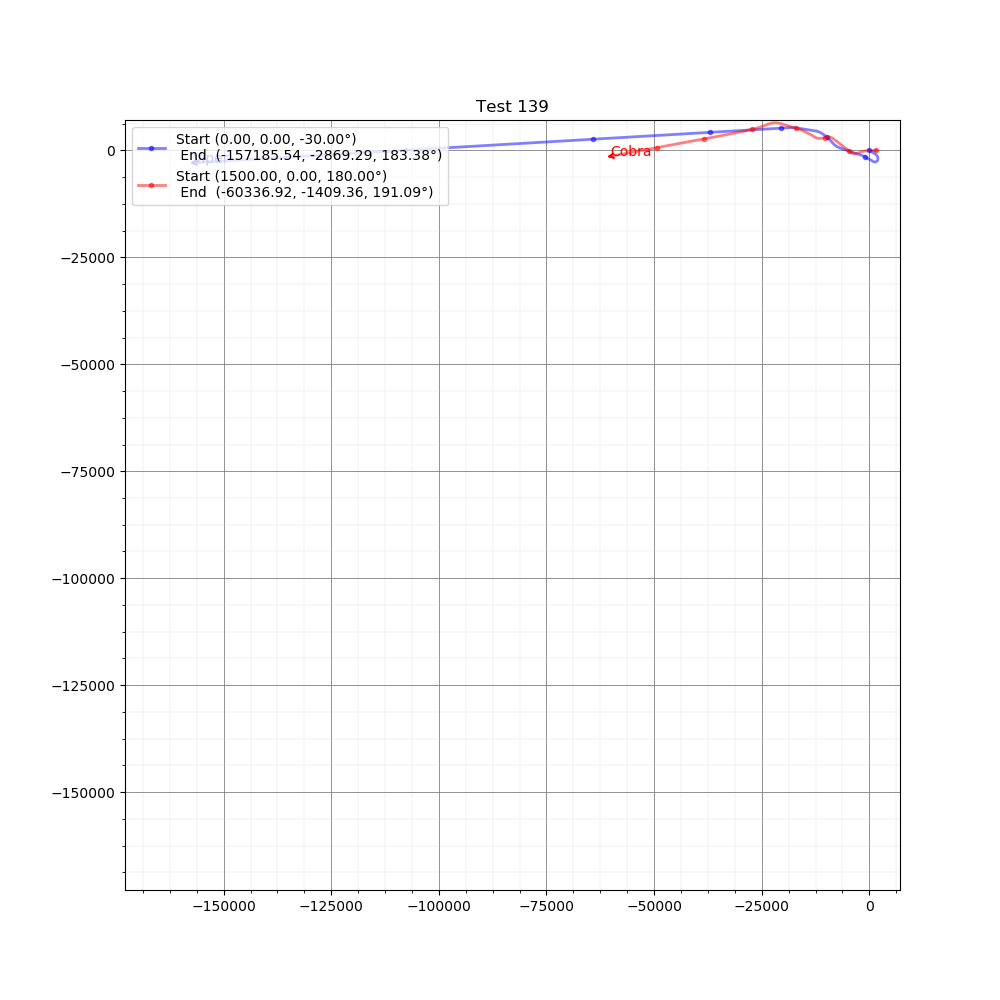 Test 139
Start (0.00, 0.00, -30.00°)
End (-157185.54, -2869.29, 183.38°)
Start (1500.00, 0.00, 180.00°)
End (-60336.92, -1409.36, 191.09°)
Cobra
0
−25000
−50000
−75000
−100000
−125000
−150000
−150000 −125000 −100000 −75000 −50000 −25000 0